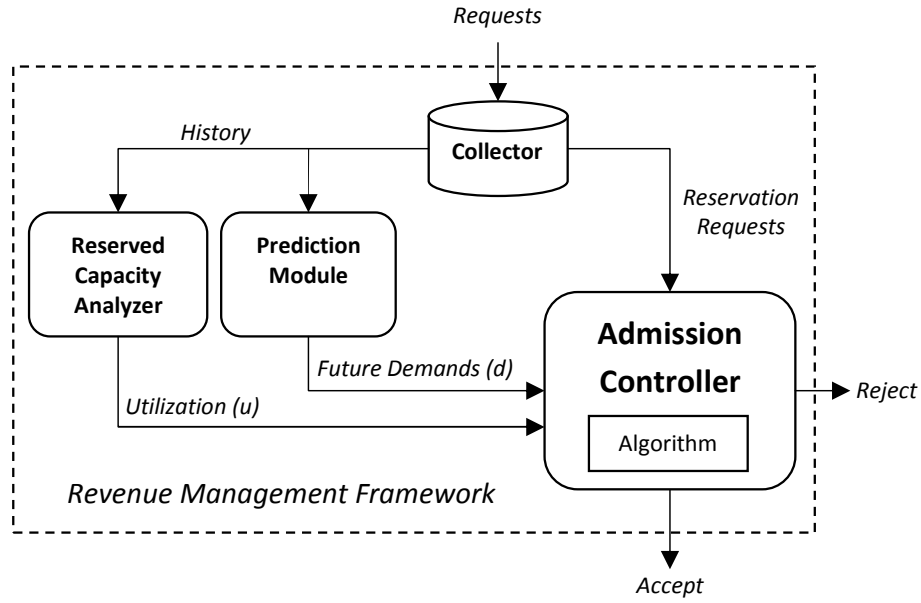 Requests
History
Collector
Reservation
Requests
Reserved
Capacity
Analyzer
Prediction
Module
Admission
Controller
Future Demands (d)
Utilization (u)
Reject
Algorithm
Revenue Management Framework
Accept